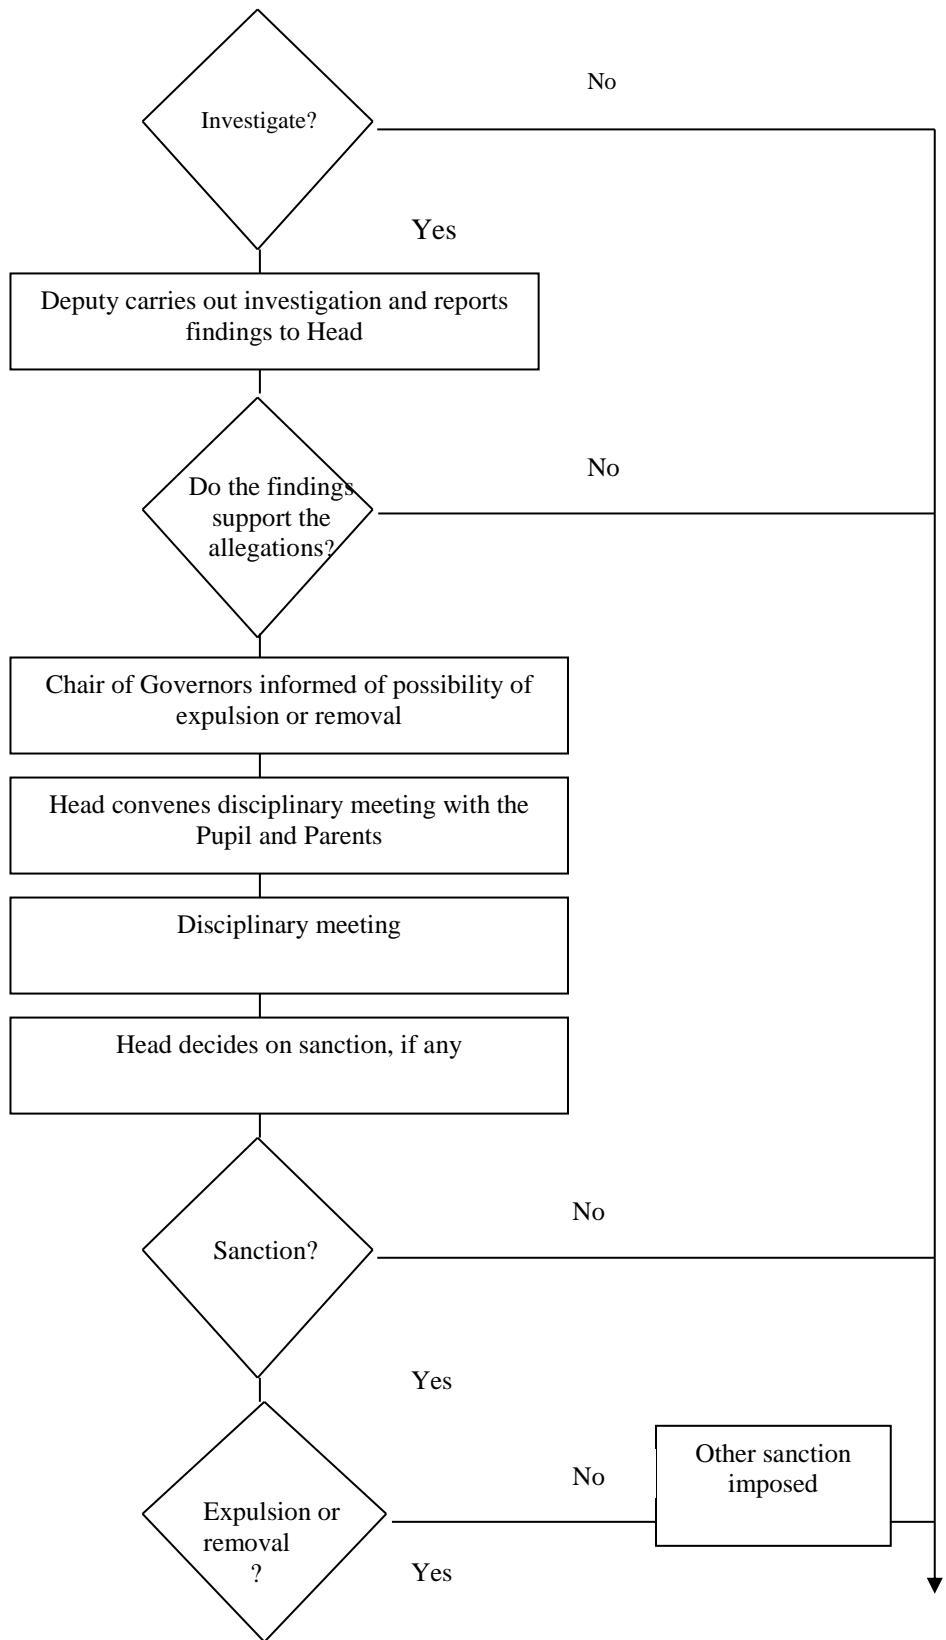 No
Investigate?
Yes
Deputy carries out investigation and reports
findings to Head
No
Do the findings
support the
allegations?
Chair of Governors informed of possibility of
expulsion or removal
Head convenes disciplinary meeting with the
Pupil and Parents
Disciplinary meeting
Head decides on sanction, if any
No
Sanction?
Yes
Other sanction
imposed
No
Expulsion or
removal
?
Yes